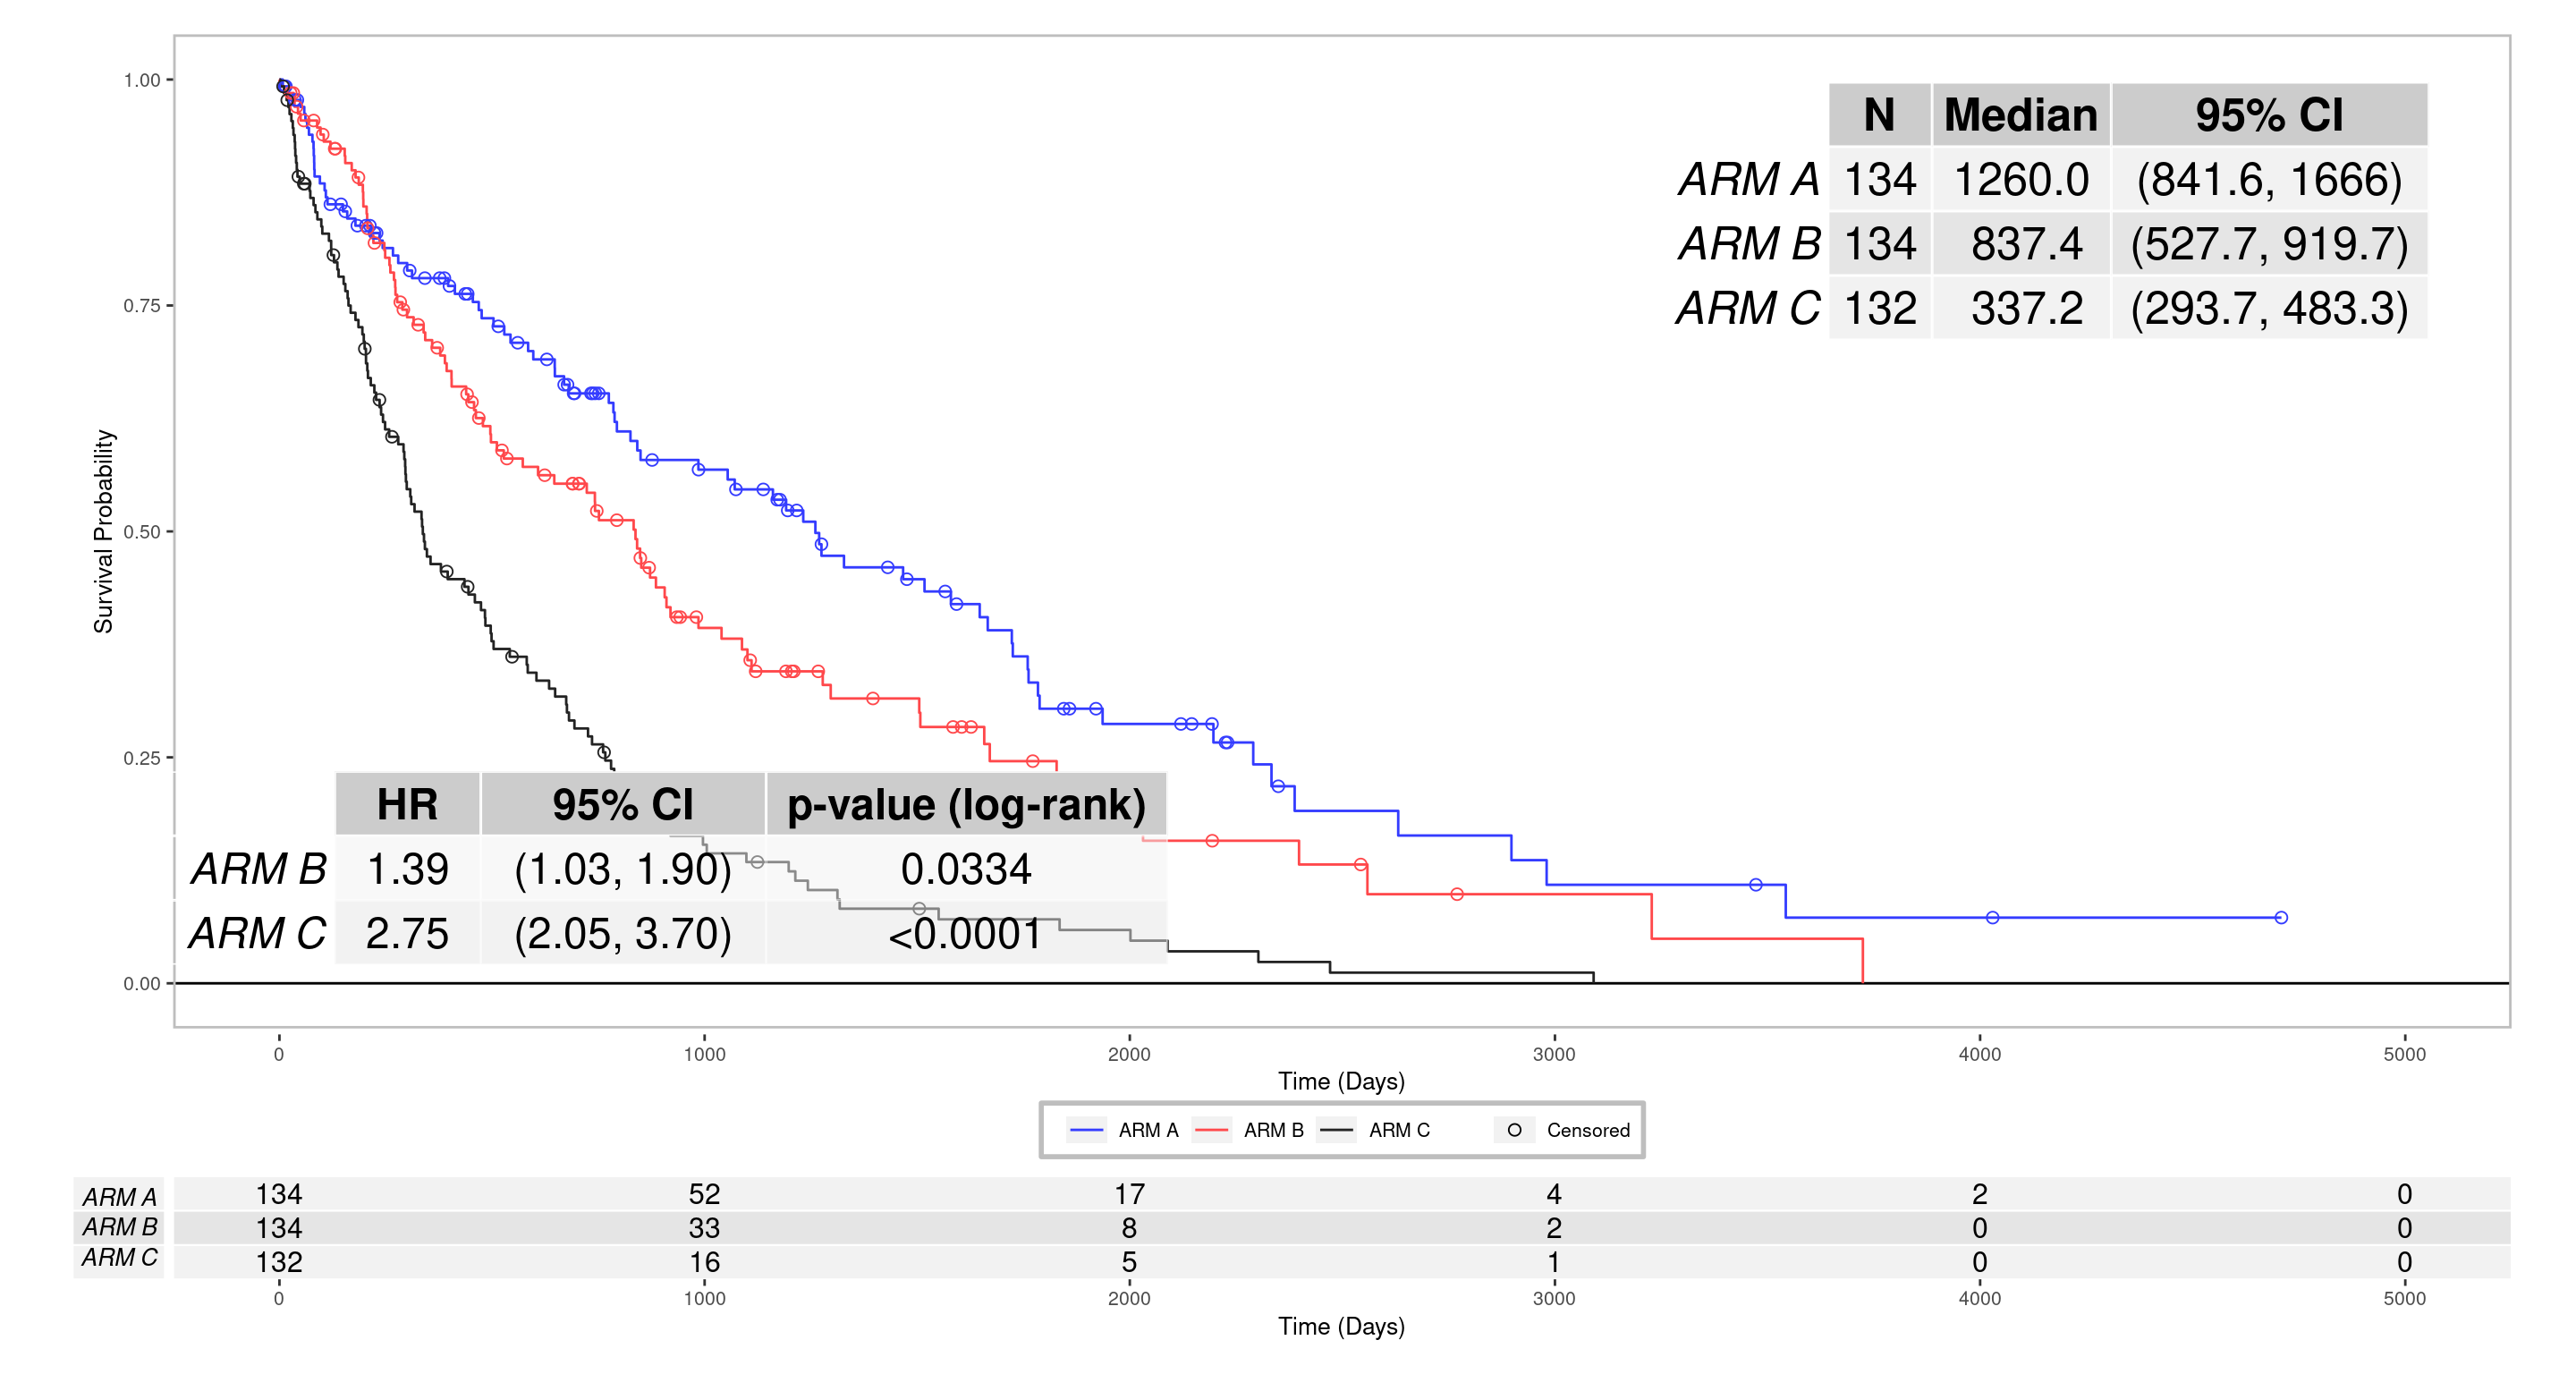 1.00
N Median 95% CI
ARM A 134 1260.0 (841.6, 1666)
ARM B 134 837.4 (527.7, 919.7)
ARM C 132 337.2 (293.7, 483.3)
0.75
Survival Probability
0.50
0.25
HR 95% CI p-value (log-rank)
ARM B 1.39 (1.03, 1.90) 0.0334
ARM C 2.75 (2.05, 3.70) <0.0001
0.00
0 1000 2000 3000 4000 5000
Time (Days)
ARM A ARM B ARM C Censored
ARM A 134 52 17 4 2 0
ARM B 134 33 8 2 0 0
ARM C 132 16 5 1 0 0
0 1000 2000 3000 4000 5000
Time (Days)